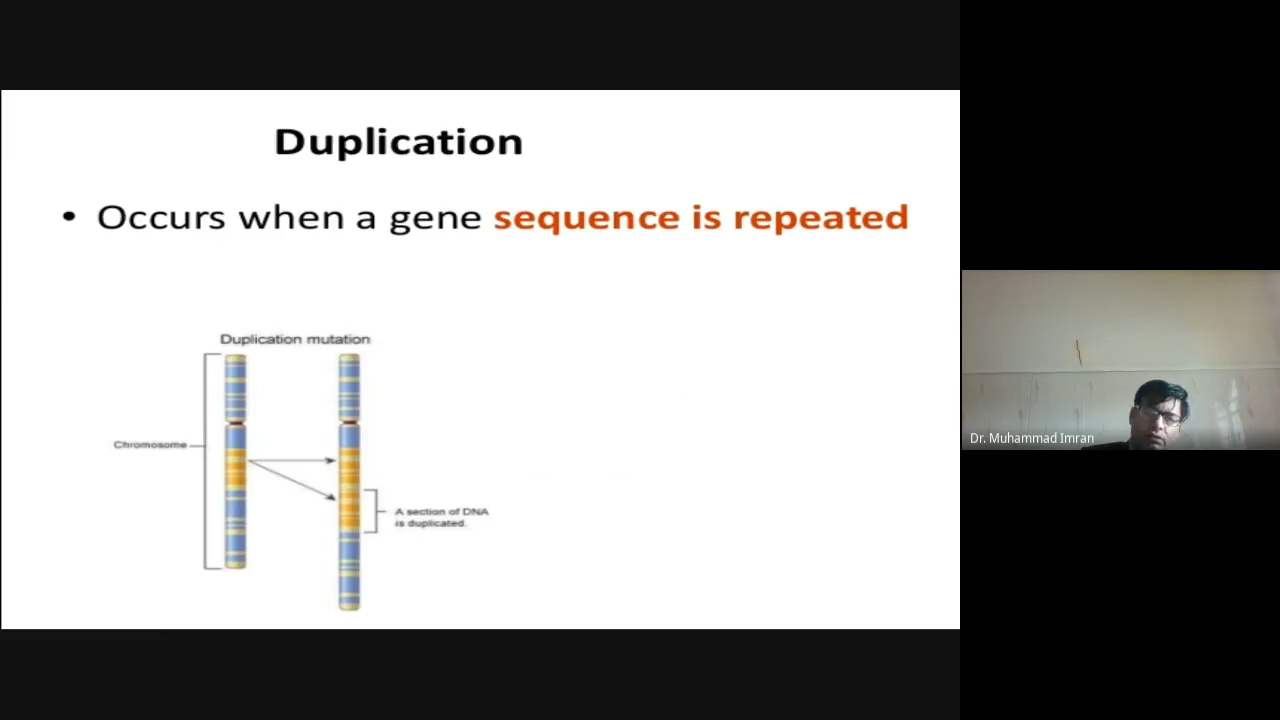 Duplication
• Occurs when a gene sequence is repeated
Duplication mutation
Chromosome
A section of DNA
is duplicated.
Dr. Muhammad Imran